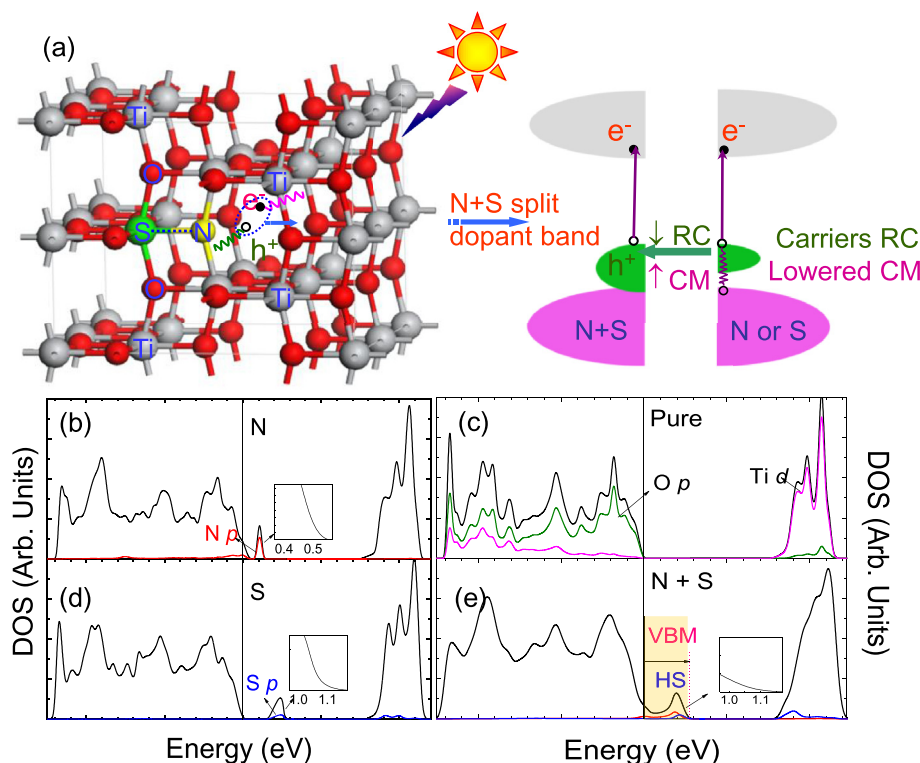 (a)
Ti
O
S
N
O
Ti
Ti
Ti
e-
h+
N+S split
dopant band
e-
e-
h+
↓ RC
↑ CM
Carriers RC
Lowered CM
N+S
N or S
(b)
N
N p
0.4 0.5
(c)
Pure
O p
Ti d
DOS (Arb. Units)
DOS (Arb. Units)
(d)
S
S p
1.0 1.1
(e)
N + S
VBM
HS
1.0 1.1
Energy (eV)
Energy (eV)